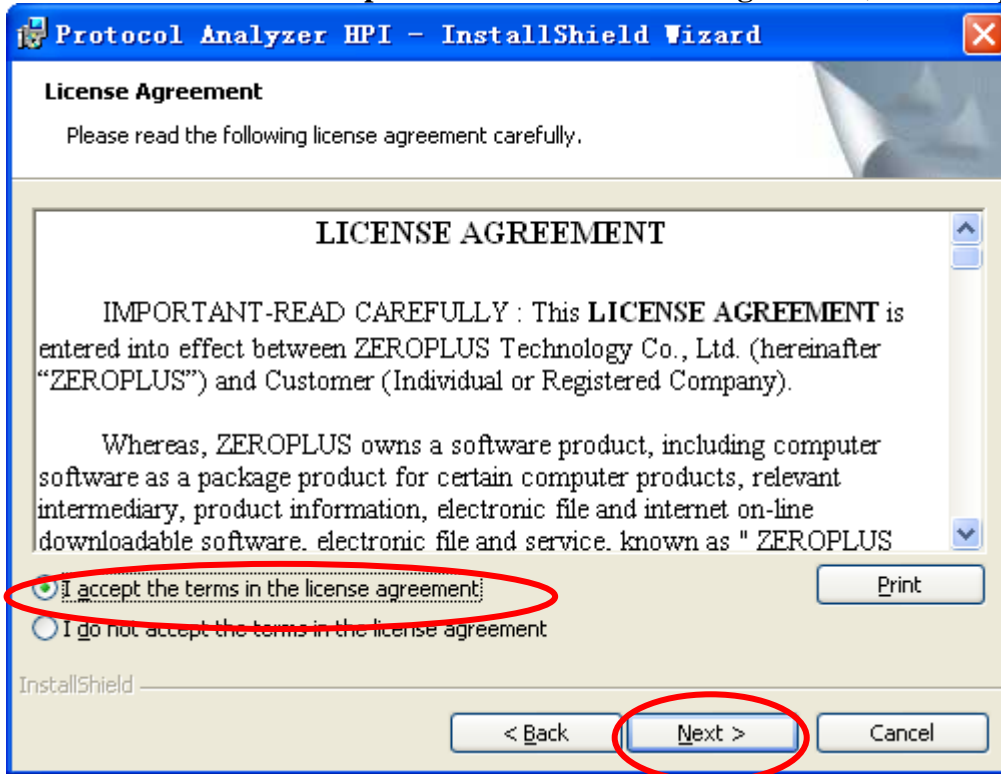 Protocol Analyzer HPI - InstallShield Wizard
License Agreement
Please read the following license agreement carefully.
LICENSE AGREEMENT
IMPORTANT-READ CAREFULLY : This LICENSE AGREEMENT is
entered into effect between ZEROPLUS Technology Co., Ltd. (hereinafter
“ZEROPLUS”) and Customer (Individual or Registered Company).
Whereas, ZEROPLUS owns a software product, including computer
software as a package product for certain computer products, relevant
intermediary, product information, electronic file and internet on-line
downloadable software, electronic file and service, known as " ZEROPLUS
I accept the terms in the license agreement
Print
I do not accept the terms in the license agreement
InstallShield
< Back
Next >
Cancel